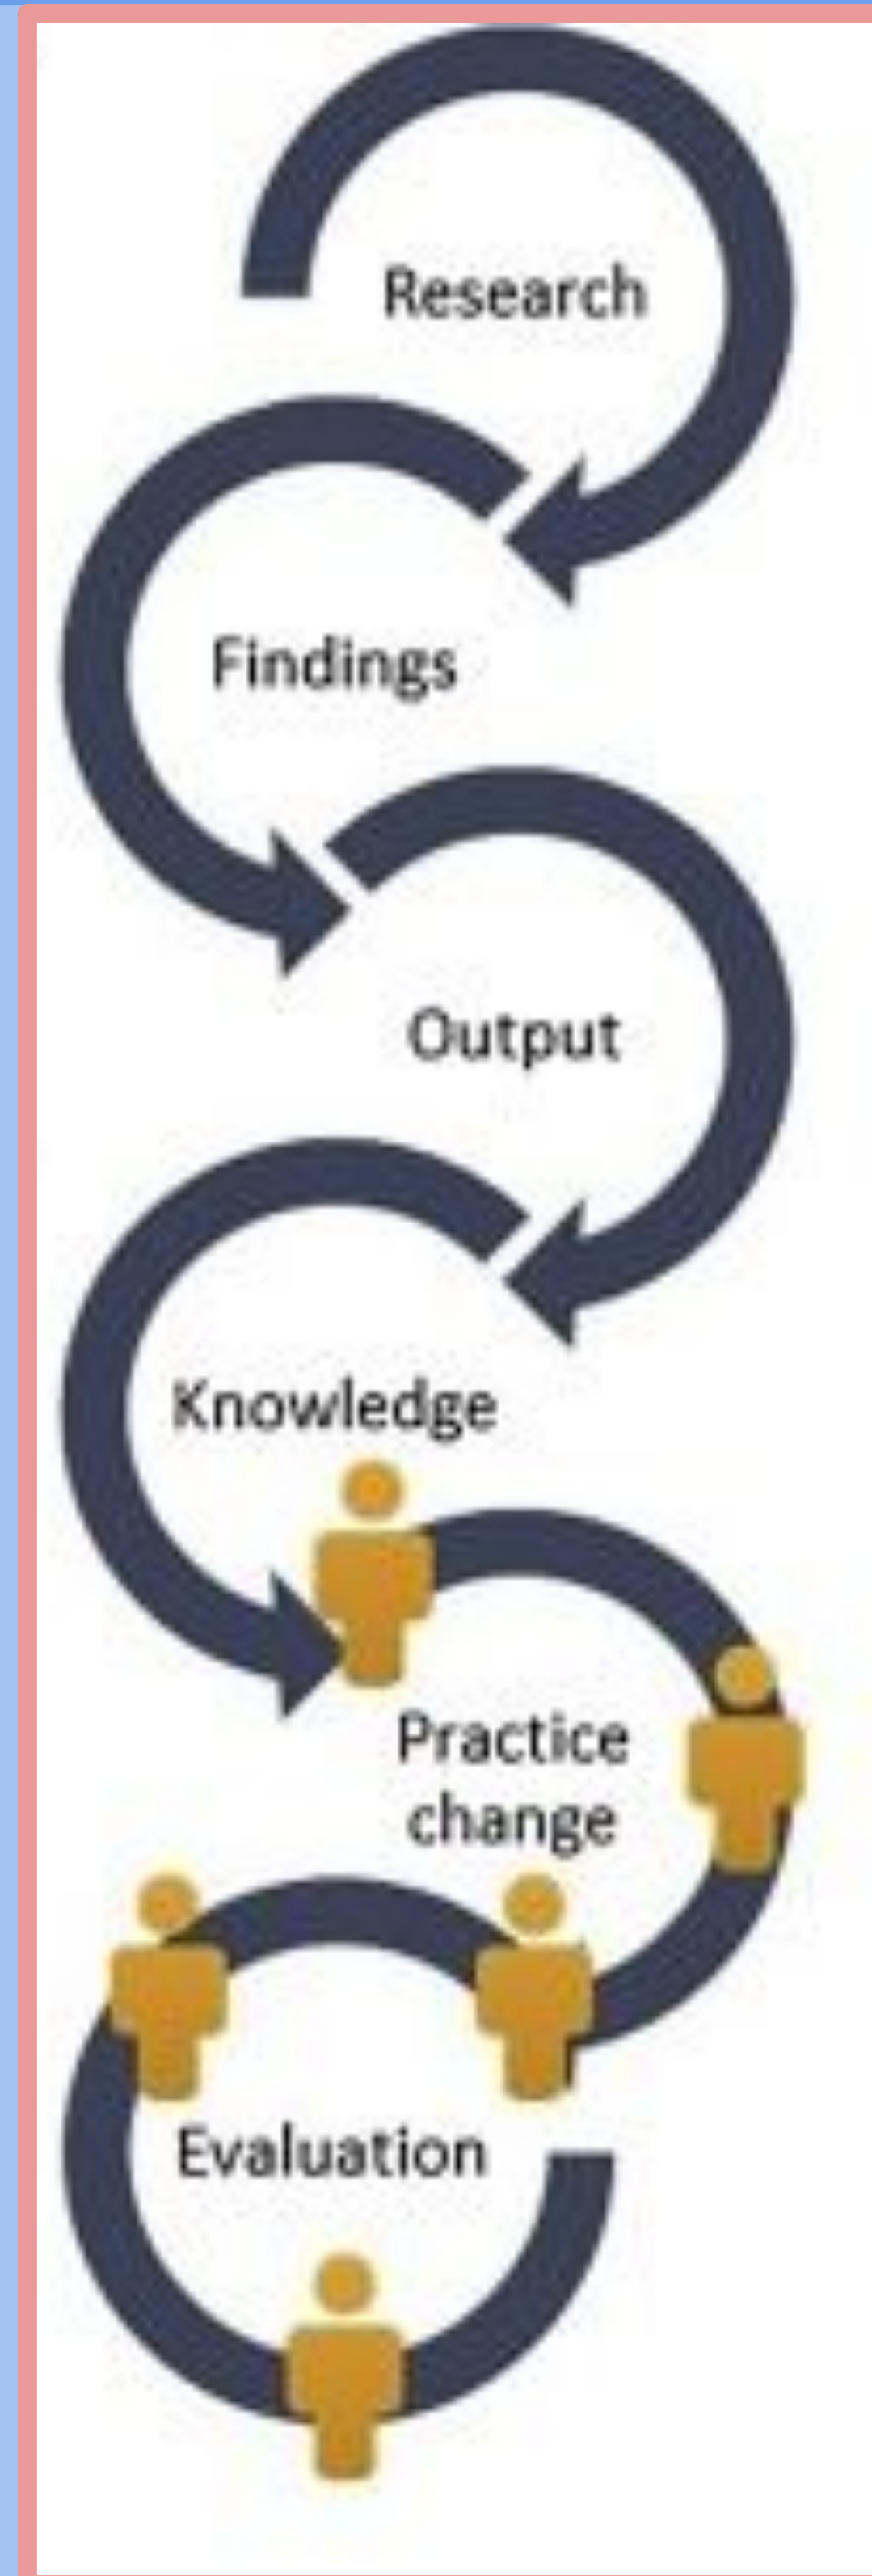 Research
Findings
Output
Knowledge
Practice
change
Evaluation